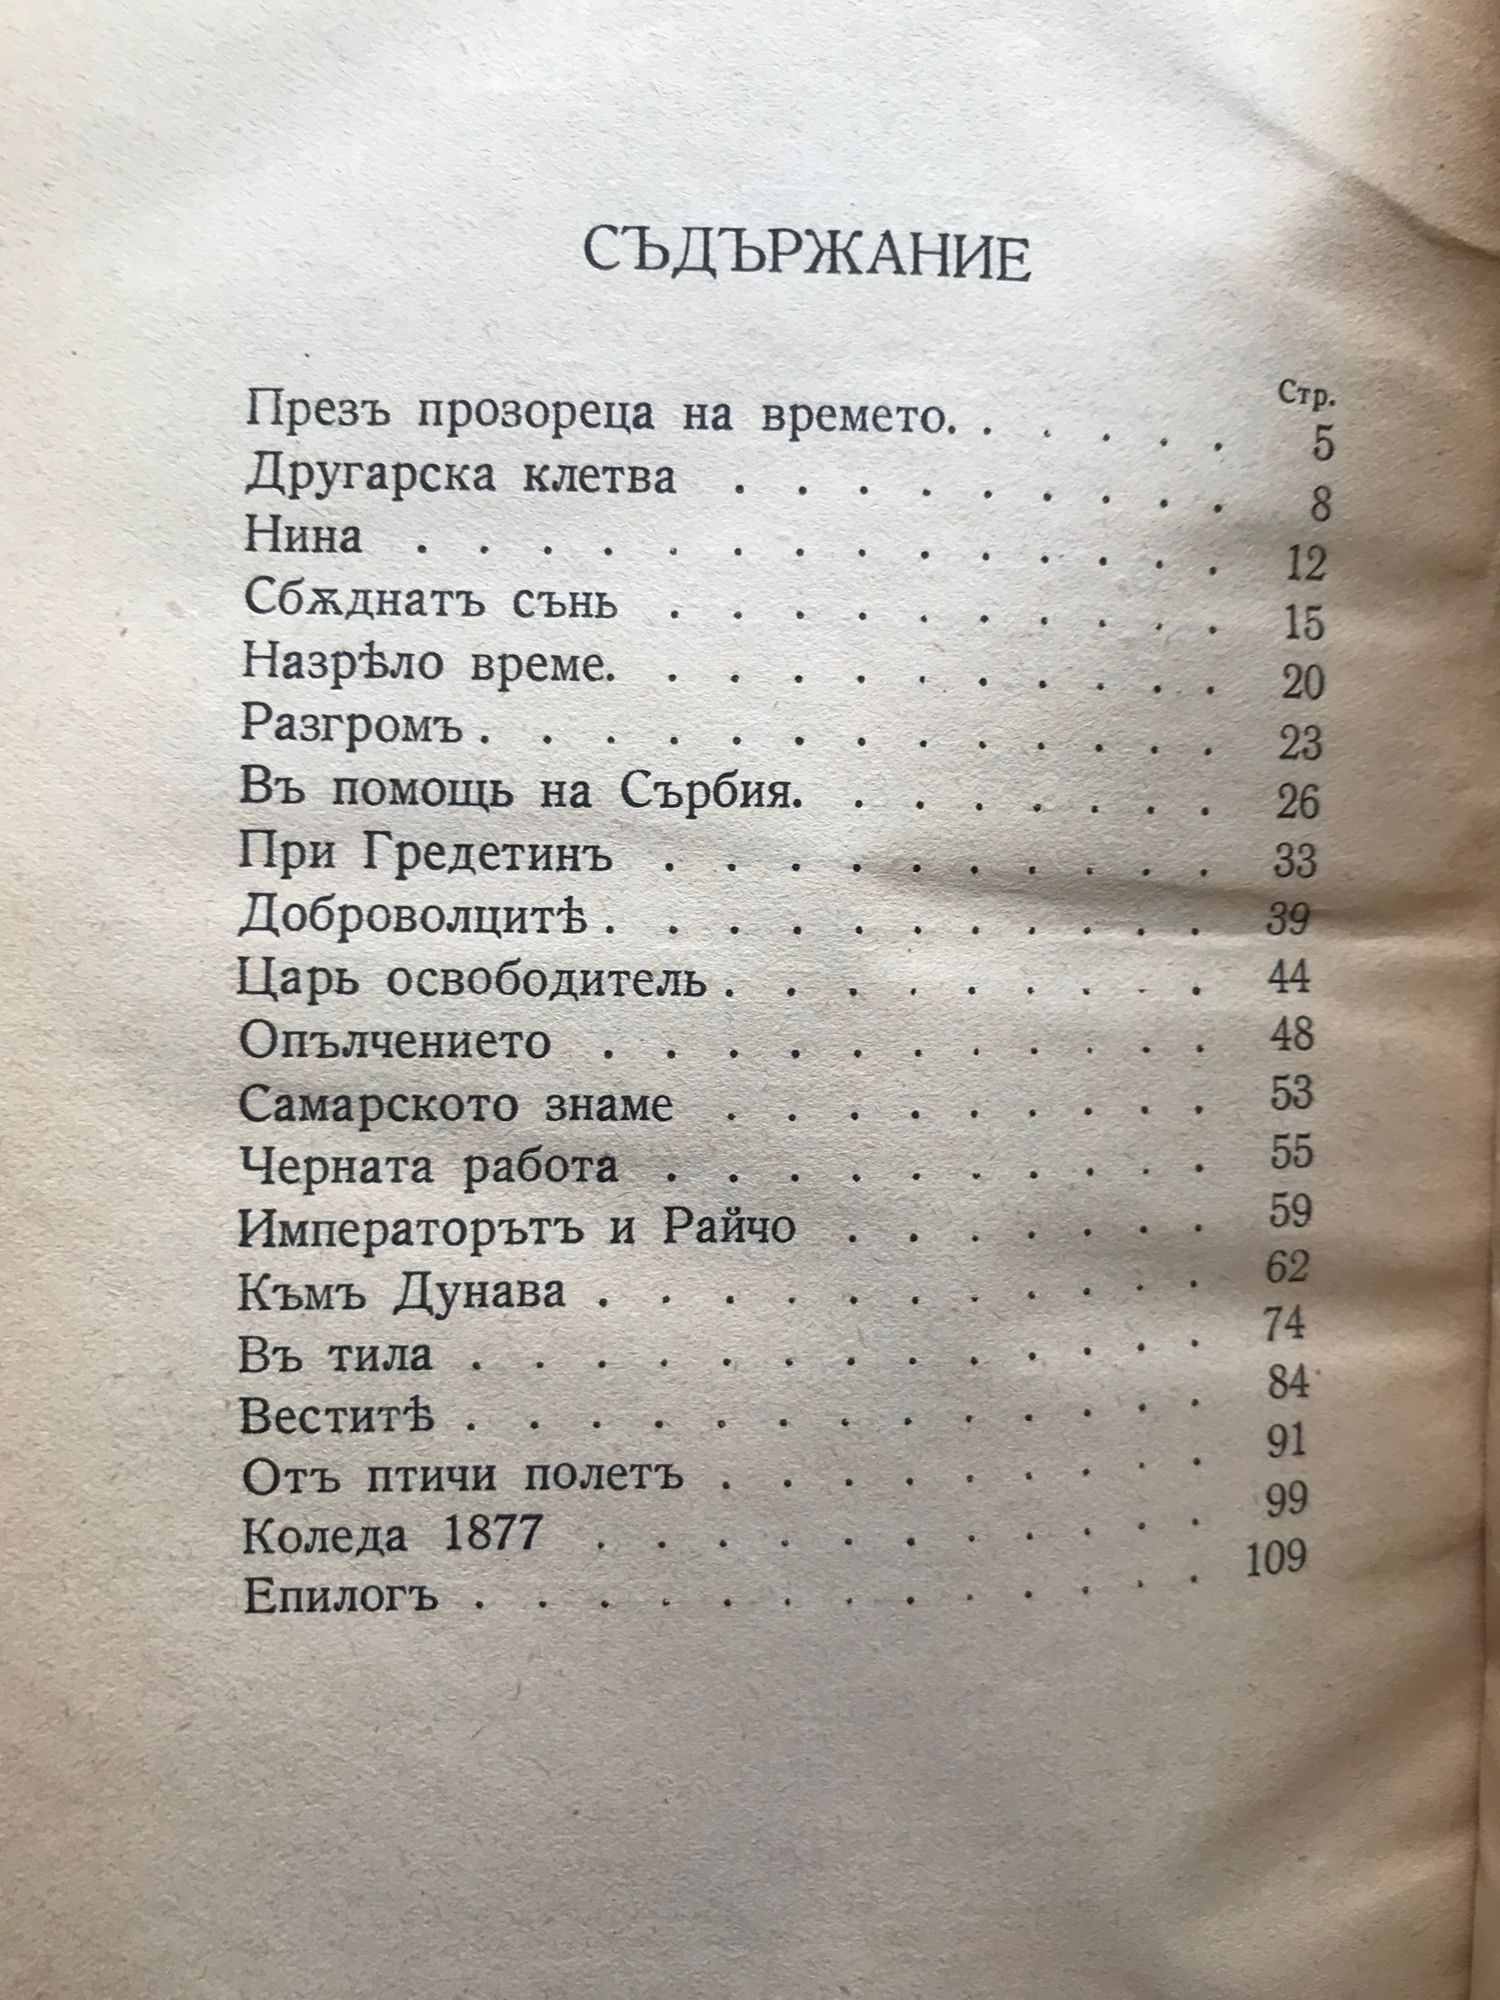 СЪДЪРЖАНИЕ
Стр.
Презъ прозореца на времето. . . . . . 5
Другарска клетва . . . . . . . . . 8
Нина . . . . . . . . . . . . . . 12
Сбѫднатъ сънь . . . . . . . . . . 15
Назрѣло време. . . . . . . . . . . 20
Разгромъ . . . . . . . . . . . . . 23
Въ помощь на Сърбия. . . . . . . . 26
При Гредетинъ . . . . . . . . . . 33
Доброволцитѣ . . . . . . . . . . . 39
Царь освободитель . . . . . . . . . 44
Опълчението . . . . . . . . . . . 48
Самарското знаме . . . . . . . . . 53
Черната работа . . . . . . . . . . 55
Императорътъ и Райчо . . . . . . . 59
Къмъ Дунава . . . . . . . . . . . 62
Въ тила . . . . . . . . . . . . . 74
Веститѣ . . . . . . . . . . . . . 84
Отъ птичи полетъ . . . . . . . . . 91
Коледа 1877 . . . . . . . . . . . 99
Епилогъ . . . . . . . . . . . . . 109